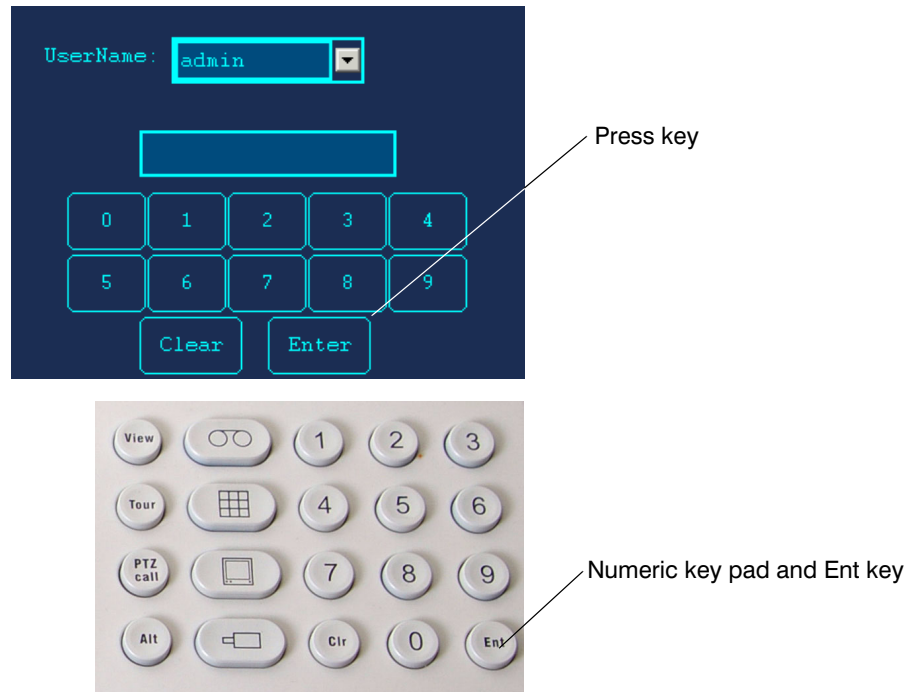 UserName: admin
Press key
0 1 2 3 4
5 6 7 8 9
Clear Enter
View 1 2 3
Tour 4 5 6
PTZ call 7 8 9
Numeric key pad and Ent key
Alt Clr 0 Ent